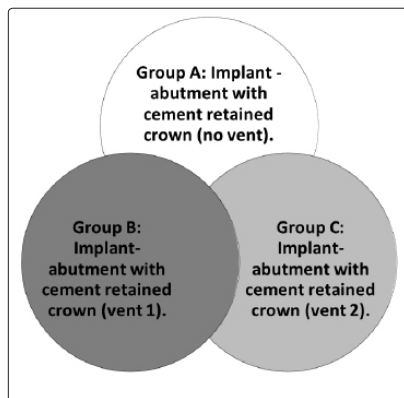 Group A: Implant -
abutment with
cement retained
crown (no vent).
Group B:
Implant-
abutment with
cement retained
crown (vent 1).
Group C:
Implant-
abutment with
cement retained
crown (vent 2).